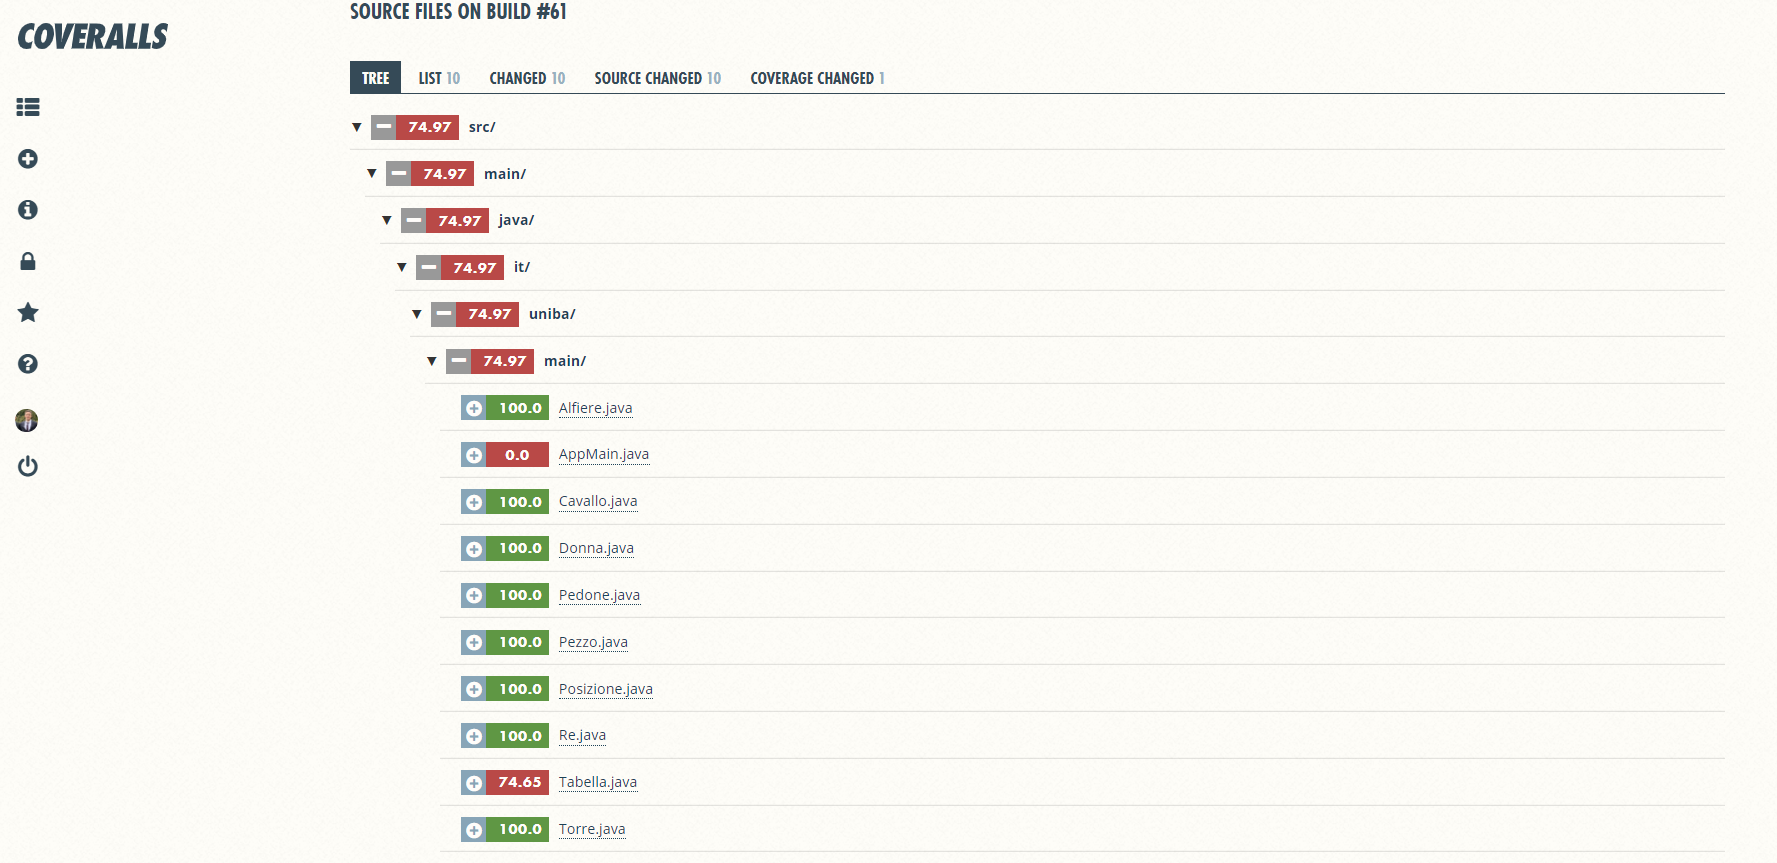 SOURCE FILES ON BUILD #61
COVERALLS
TREE LIST 10 CHANGED 10 SOURCE CHANGED 10 COVERAGE CHANGED 1
74.97 src/
74.97 main/
74.97 java/
74.97 it/
74.97 uniba/
74.97 main/
100.0 Alfiere.java
0.0 AppMain.java
100.0 Cavallo.java
100.0 Donna.java
100.0 Pedone.java
100.0 Pezzo.java
100.0 Posizione.java
100.0 Re.java
74.65 Tabella.java
100.0 Torre.java